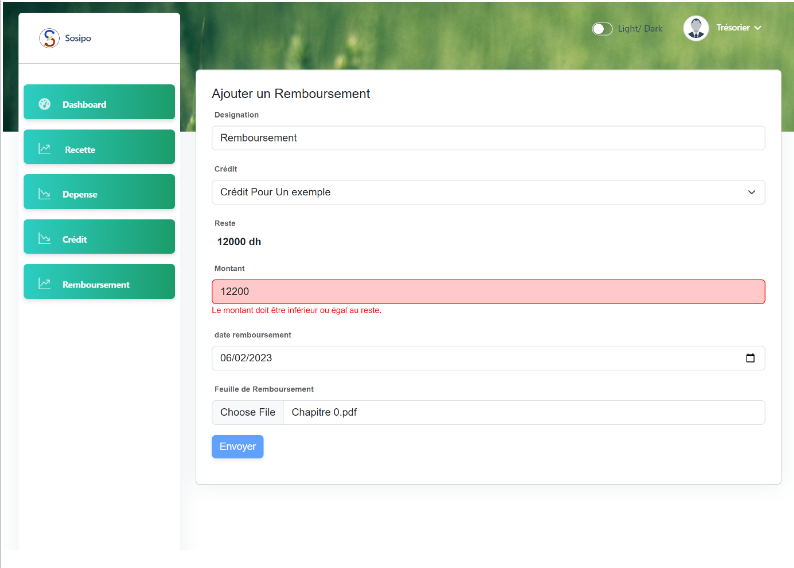 Sosipo
Light/ Dark
Trésorier
Dashboard
Recette
Depense
Crédit
Remboursement
Ajouter un Remboursement
Designation
Remboursement
Crédit
Crédit Pour Un exemple
Reste
12000 dh
Montant
12200
Le montant doit être inférieur ou égal au reste.
date remboursement
06/02/2023
Feuille de Remboursement
Choose File Chapitre 0.pdf
Envoyer